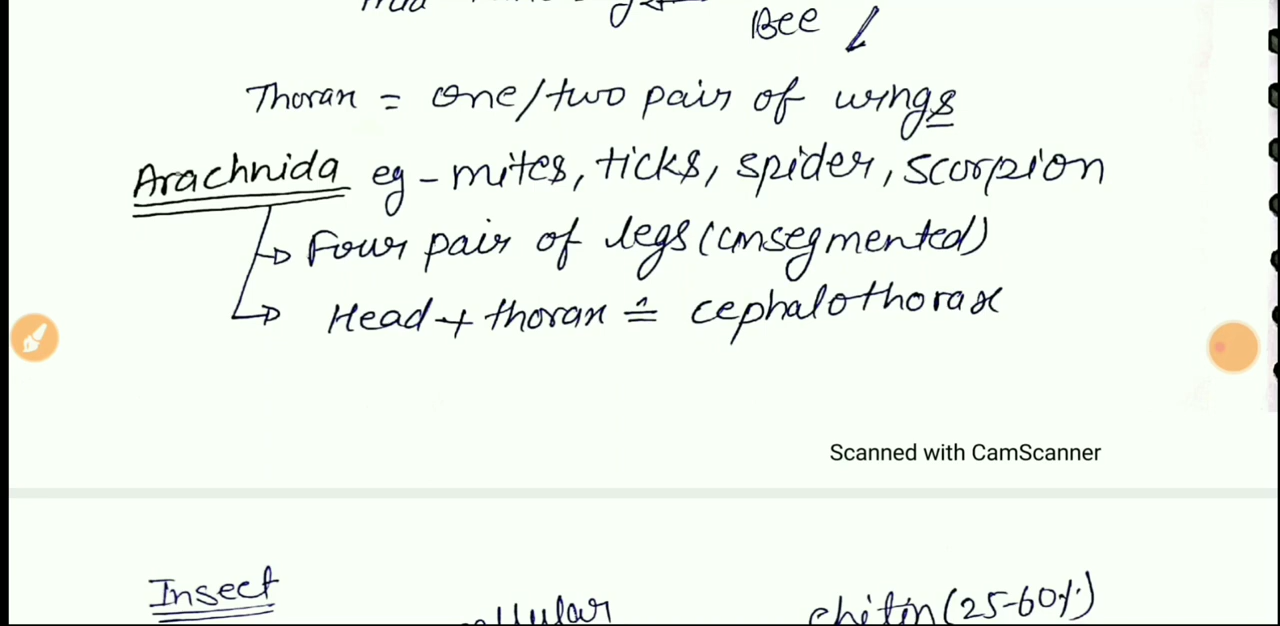 Bee
Thorax = one/two pair of wings
Arachnida eg - mites, ticks, spider, scorpion
Four pair of legs (unsegmented)
Head + thorax = cephalothorax
Scanned with CamScanner
Insect
chitin (25-60%)